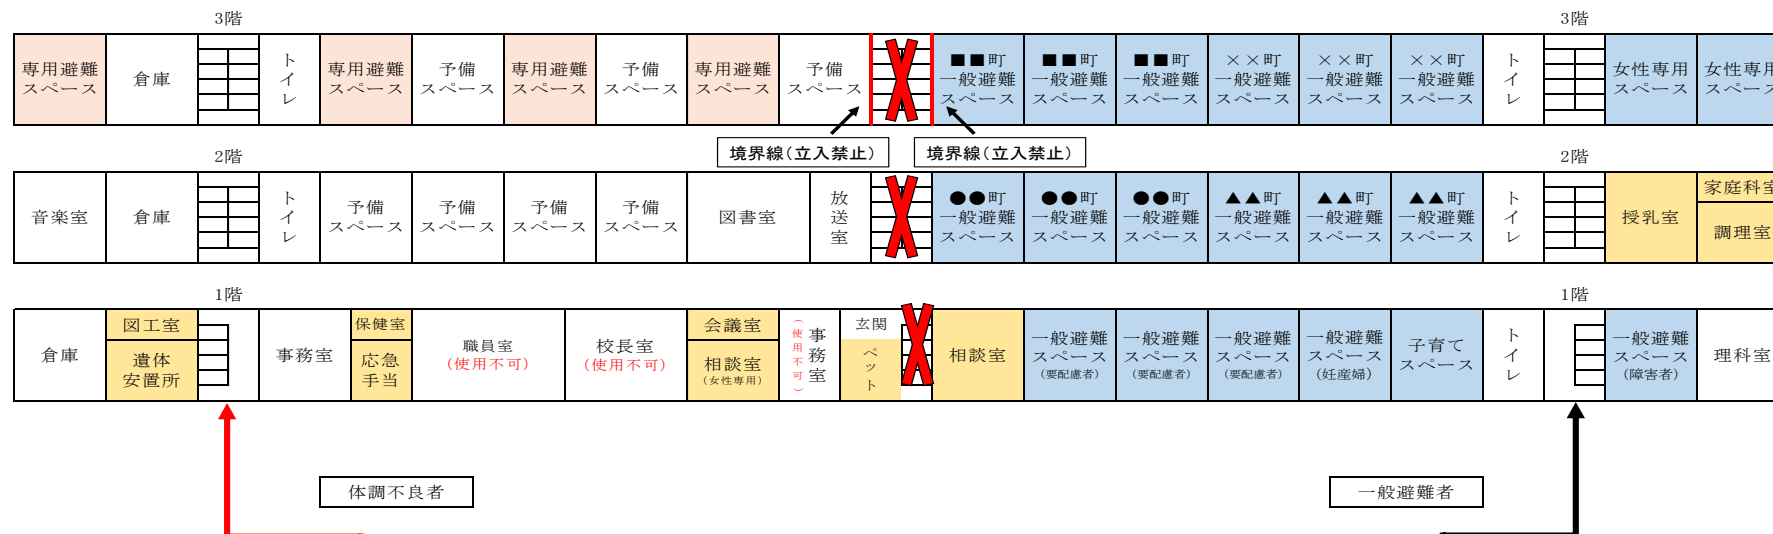 3階
3階
専用避難
スペース
倉庫
トイレ
専用避難
スペース
予備
スペース
専用避難
スペース
予備
スペース
専用避難
スペース
予備
スペース
■■町
一般避難
スペース
■■町
一般避難
スペース
■■町
一般避難
スペース
××町
一般避難
スペース
××町
一般避難
スペース
××町
一般避難
スペース
トイレ
女性専用
スペース
女性専用
スペース
境界線(立入禁止)
境界線(立入禁止)
2階
2階
音楽室
倉庫
トイレ
予備
スペース
予備
スペース
予備
スペース
予備
スペース
図書室
放送室
●●町
一般避難
スペース
●●町
一般避難
スペース
●●町
一般避難
スペース
▲▲町
一般避難
スペース
▲▲町
一般避難
スペース
▲▲町
一般避難
スペース
トイレ
授乳室
家庭科室
調理室
1階
1階
倉庫
図工室
遺体
安置所
事務室
保健室
応急
手当
職員室
(使用不可)
校長室
(使用不可)
会議室
相談室
(女性専用)
事務室
(使用不可)
玄関
ペット
相談室
一般避難
スペース
(要配慮者)
一般避難
スペース
(要配慮者)
一般避難
スペース
(要配慮者)
一般避難
スペース
(妊産婦)
子育て
スペース
トイレ
一般避難
スペース
(障害者)
理科室
体調不良者
一般避難者